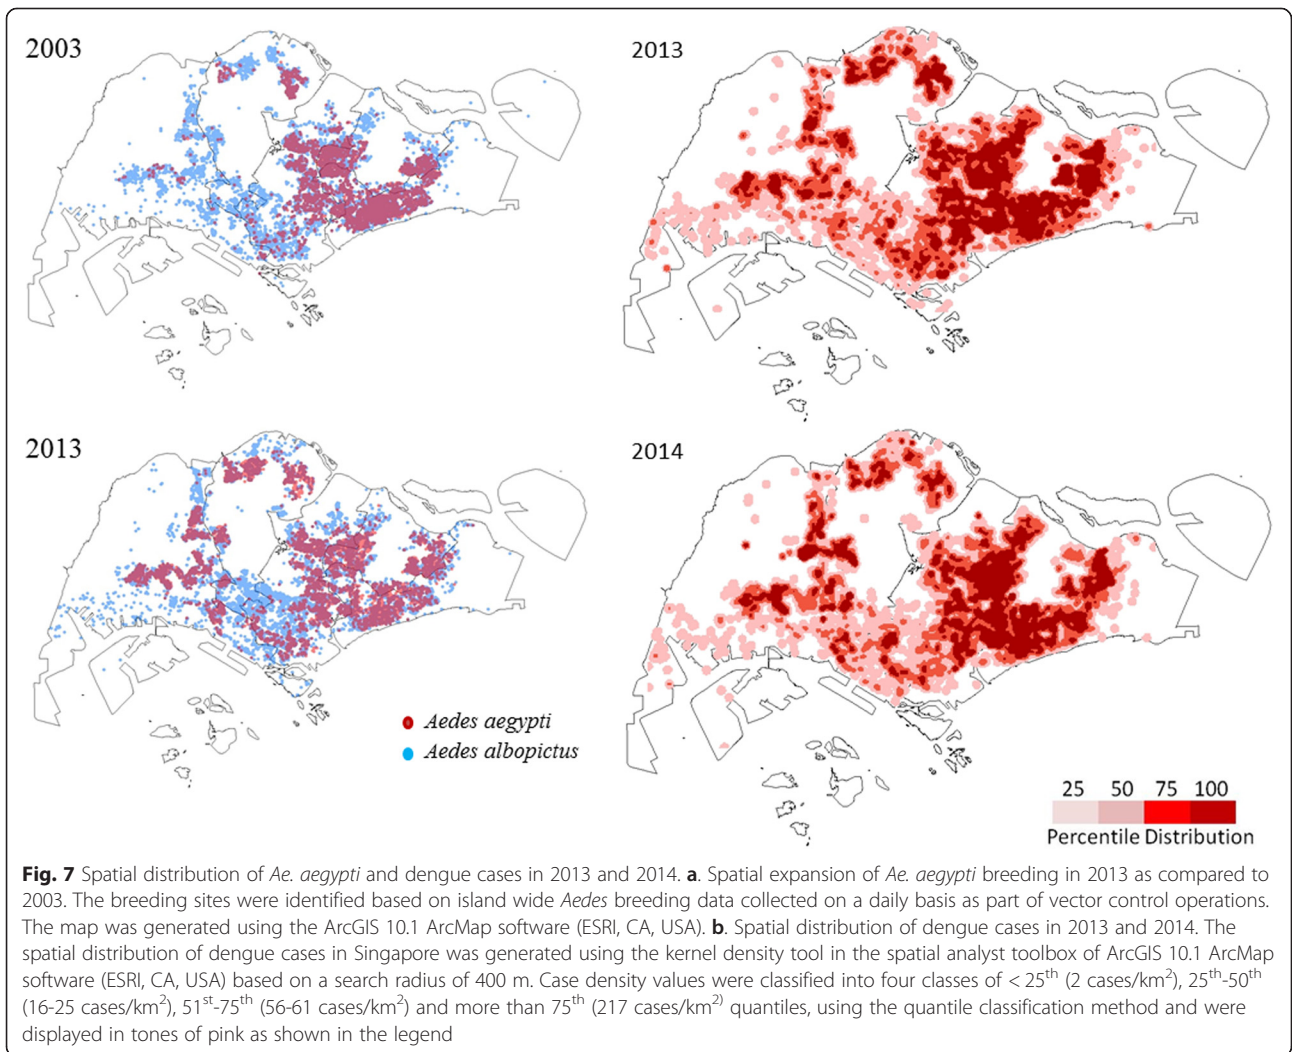 2003
2013
2013
2014
Aedes aegypti
Aedes albopictus
25 50 75 100
Percentile Distribution
Fig. 7 Spatial distribution of Ae. aegypti and dengue cases in 2013 and 2014. a. Spatial expansion of Ae. aegypti breeding in 2013 as compared to
2003. The breeding sites were identified based on island wide Aedes breeding data collected on a daily basis as part of vector control operations.
The map was generated using the ArcGIS 10.1 ArcMap software (ESRI, CA, USA). b. Spatial distribution of dengue cases in 2013 and 2014. The
spatial distribution of dengue cases in Singapore was generated using the kernel density tool in the spatial analyst toolbox of ArcGIS 10.1 ArcMap
software (ESRI, CA, USA) based on a search radius of 400 m. Case density values were classified into four classes of < 25th (2 cases/km2), 25th-50th
(16-25 cases/km2), 51st-75th (56-61 cases/km2) and more than 75th (217 cases/km2) quantiles, using the quantile classification method and were
displayed in tones of pink as shown in the legend